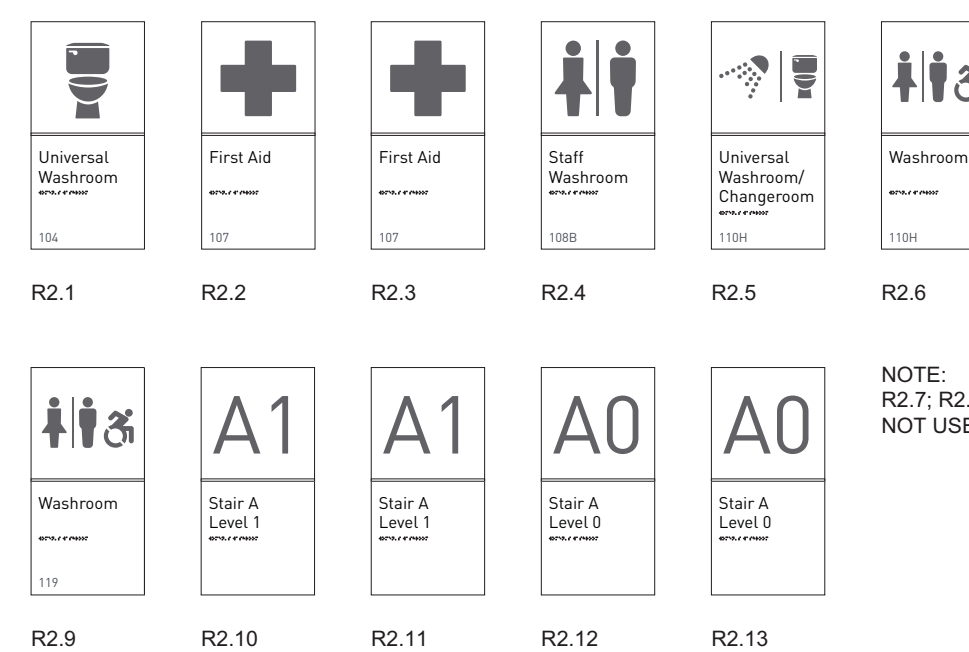 Universal
Washroom
104
R2.1
First Aid
107
R2.2
First Aid
107
R2.3
Staff
Washroom
108B
R2.4
Universal
Washroom/
Changeroom
110H
R2.5
Washroom
110H
R2.6
Washroom
119
R2.9
A1
Stair A
Level 1
R2.10
A1
Stair A
Level 1
R2.11
A0
Stair A
Level 0
R2.12
A0
Stair A
Level 0
R2.13
NOTE:
R2.7; R2.
NOT USE